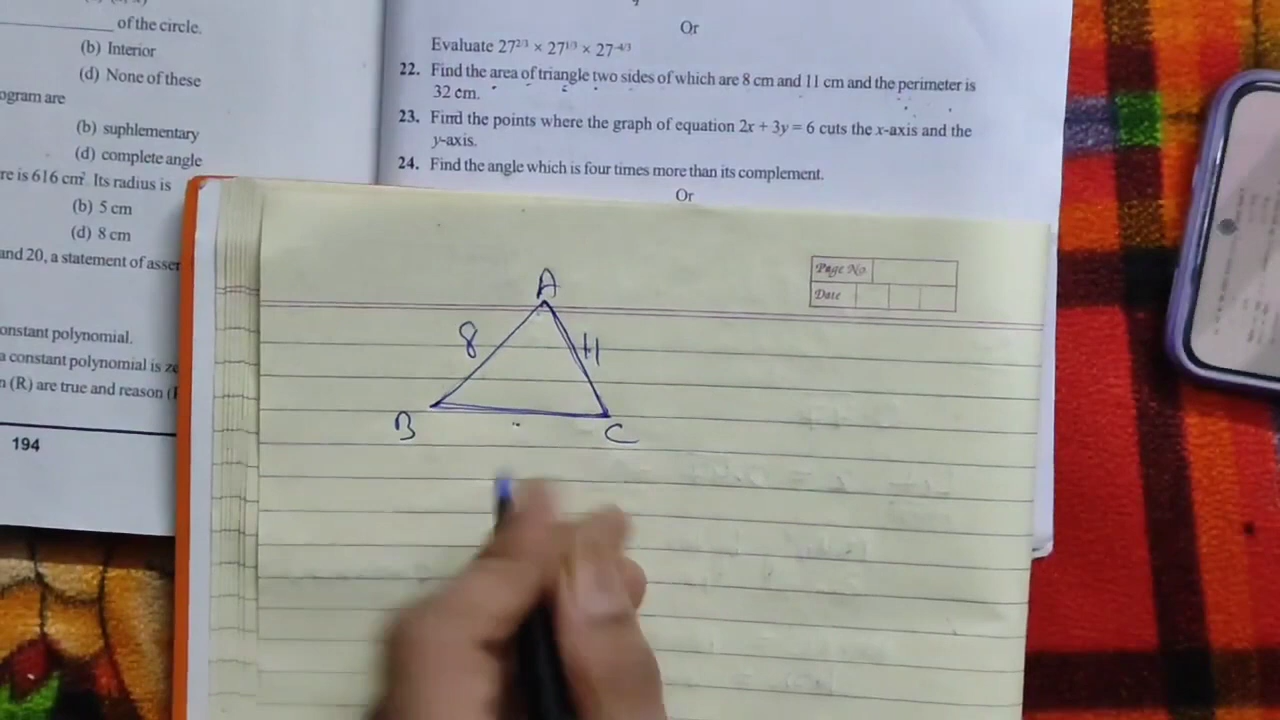 of the circle.
(b) Interior
(d) None of these
ogram are
(b) suphlementary
(d) complete angle
re is 616 cm². Its radius is
(b) 5 cm
(d) 8 cm
and 20, a statement of asser
onstant polynomial.
a constant polynomial is ze
n (R) are true and reason (
194
Or
Evaluate 27^2/3 × 27^1/3 × 27^-4/3
22. Find the area of triangle two sides of which are 8 cm and 11 cm and the perimeter is
32 cm.
23. Find the points where the graph of equation 2x + 3y = 6 cuts the x-axis and the
y-axis.
24. Find the angle which is four times more than its complement.
Or
Page No.
Date
A
8
11
B
C